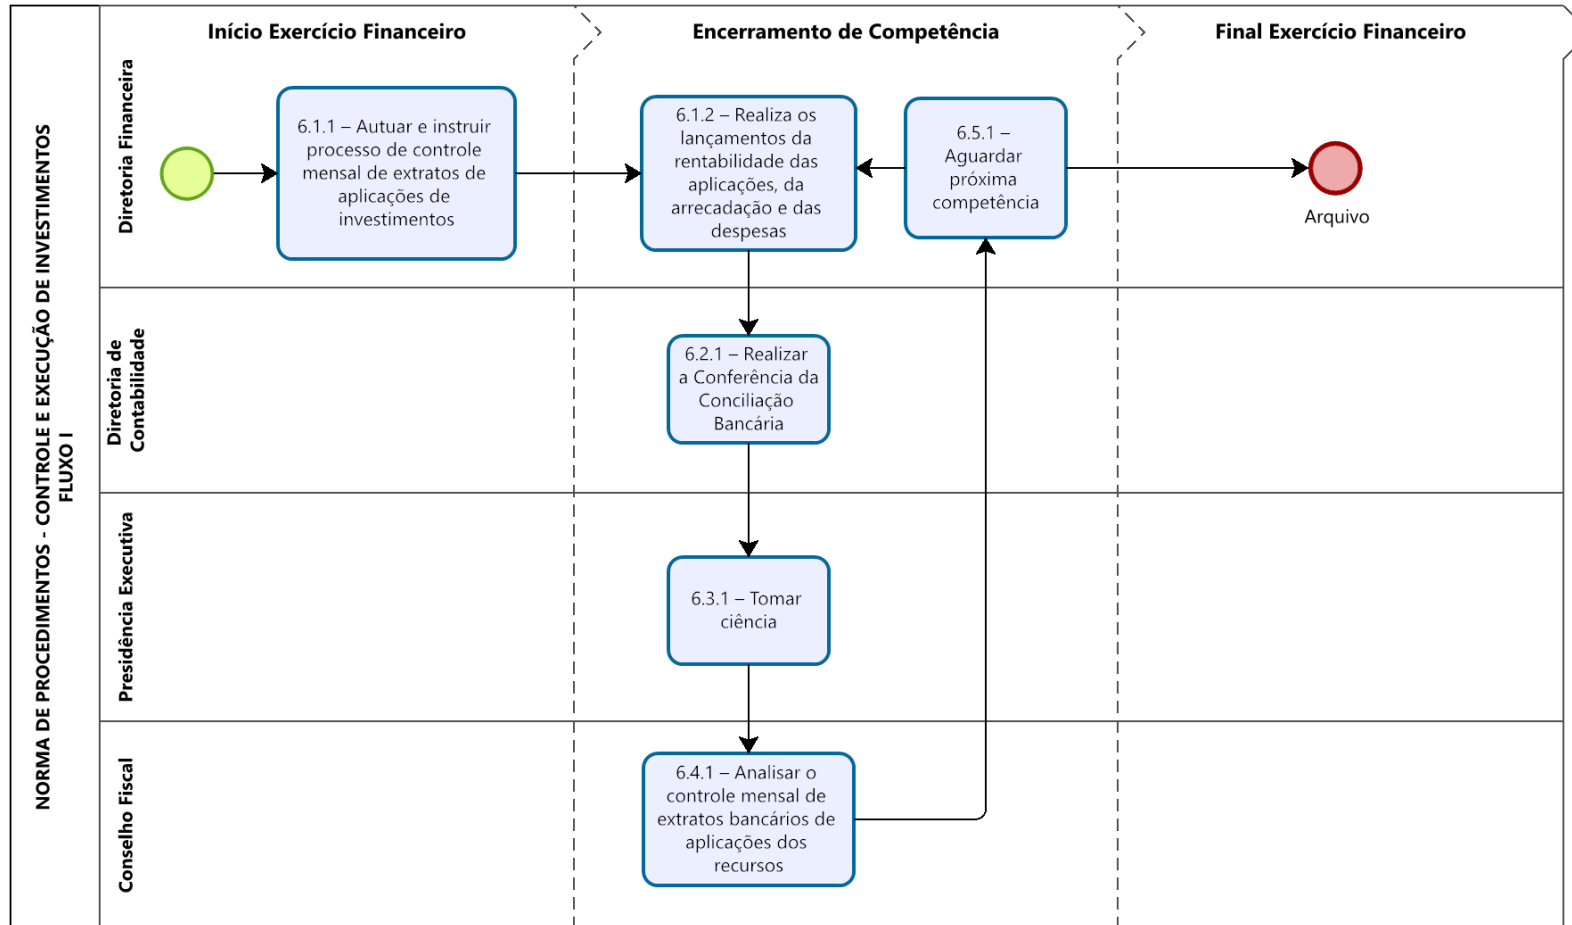 NORMA DE PROCEDIMENTOS - CONTROLE E EXECUÇÃO DE INVESTIMENTOS
FLUXO I
Início Exercício Financeiro
Encerramento de Competência
Final Exercício Financeiro
Diretoria Financeira
6.1.1 – Autuar e instruir
processo de controle
mensal de extratos de
aplicações de
investimentos
6.1.2 – Realiza os
lançamentos da
rentabilidade das
aplicações, da
arrecadação e das
despesas
6.5.1 –
Aguardar
próxima
competência
Arquivo
Diretoria de
Contabilidade
6.2.1 – Realizar
a Conferência da
Conciliação
Bancária
Presidência Executiva
6.3.1 – Tomar
ciência
Conselho Fiscal
6.4.1 – Analisar o
controle mensal de
extratos bancários de
aplicações dos
recursos